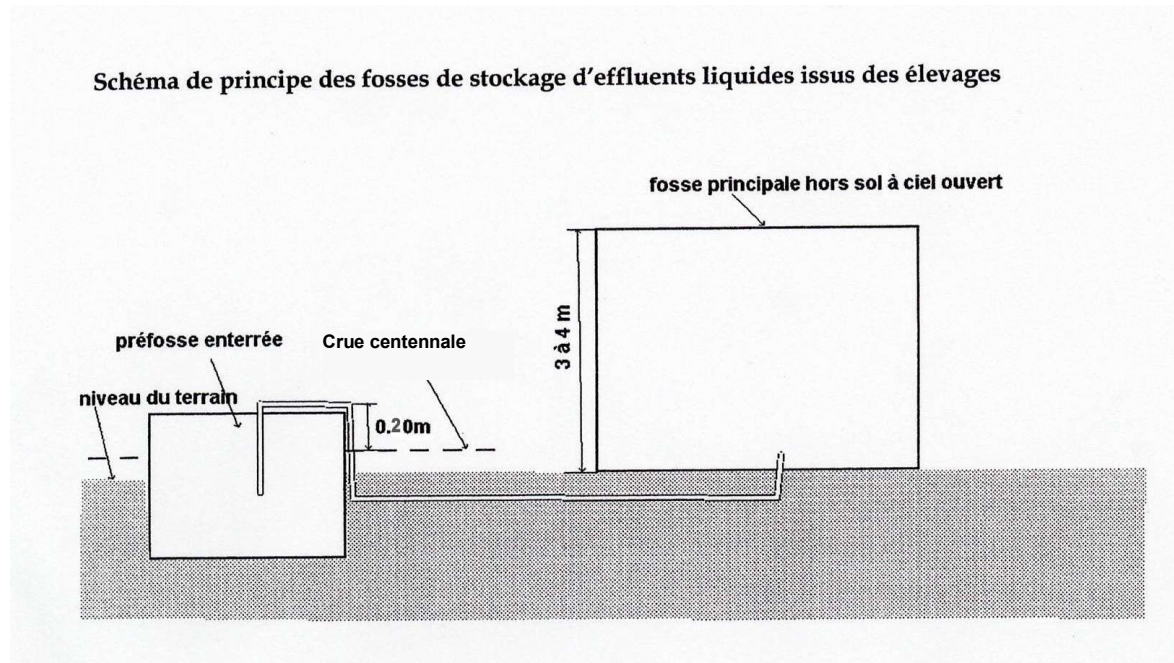 Schéma de principe des fosses de stockage d'effluents liquides issus des élevages
fosse principale hors sol à ciel ouvert
3 à 4 m
préfosse enterrée
Crue centennale
niveau du terrain
0.20m